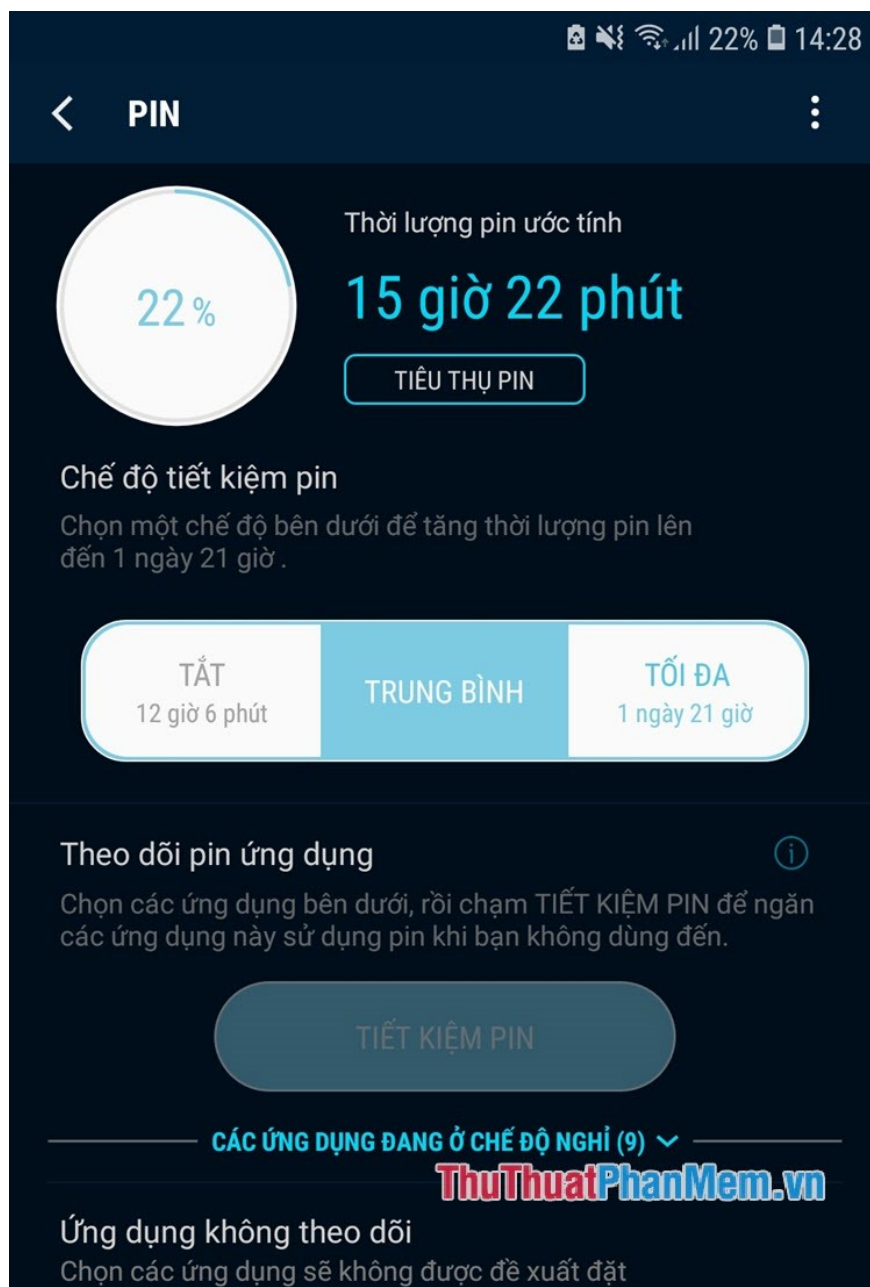 22% 14:28
PIN
22 %
Thời lượng pin ước tính
15 giờ 22 phút
TIÊU THỤ PIN
Chế độ tiết kiệm pin
Chọn một chế độ bên dưới để tăng thời lượng pin lên
đến 1 ngày 21 giờ .
TẮT
12 giờ 6 phút
TRUNG BÌNH
TỐI ĐA
1 ngày 21 giờ
Theo dõi pin ứng dụng
Chọn các ứng dụng bên dưới, rồi chạm TIẾT KIỆM PIN để ngăn
các ứng dụng này sử dụng pin khi bạn không dùng đến.
TIẾT KIỆM PIN
CÁC ỨNG DỤNG ĐANG Ở CHẾ ĐỘ NGHỈ (9)
ThuThuatPhanMem.vn
Ứng dụng không theo dõi
Chọn các ứng dụng sẽ không được đề xuất đặt